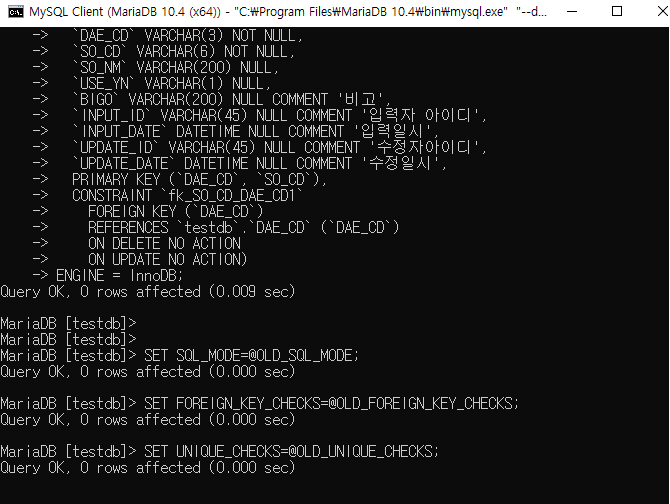 MySQL Client (MariaDB 10.4 (x64)) - "C:₩Program Files₩MariaDB 10.4₩bin₩mysql.exe" "--d...
-> `DAE_CD` VARCHAR(3) NOT NULL,
-> `SO_CD` VARCHAR(6) NOT NULL,
-> `SO_NM` VARCHAR(200) NULL,
-> `USE_YN` VARCHAR(1) NULL,
-> `BIGO` VARCHAR(200) NULL COMMENT '비고',
-> `INPUT_ID` VARCHAR(45) NULL COMMENT '입력자 아이디',
-> `INPUT_DATE` DATETIME NULL COMMENT '입력일시',
-> `UPDATE_ID` VARCHAR(45) NULL COMMENT '수정자아이디',
-> `UPDATE_DATE` DATETIME NULL COMMENT '수정일시',
-> PRIMARY KEY (`DAE_CD`, `SO_CD`),
-> CONSTRAINT `fk_SO_CD_DAE_CD1`
-> FOREIGN KEY (`DAE_CD`)
-> REFERENCES `testdb`.`DAE_CD` (`DAE_CD`)
-> ON DELETE NO ACTION
-> ON UPDATE NO ACTION)
-> ENGINE = InnoDB;
Query OK, 0 rows affected (0.009 sec)
MariaDB [testdb]>
MariaDB [testdb]>
MariaDB [testdb]> SET SQL_MODE=@OLD_SQL_MODE;
Query OK, 0 rows affected (0.000 sec)
MariaDB [testdb]> SET FOREIGN_KEY_CHECKS=@OLD_FOREIGN_KEY_CHECKS;
Query OK, 0 rows affected (0.000 sec)
MariaDB [testdb]> SET UNIQUE_CHECKS=@OLD_UNIQUE_CHECKS;
Query OK, 0 rows affected (0.000 sec)